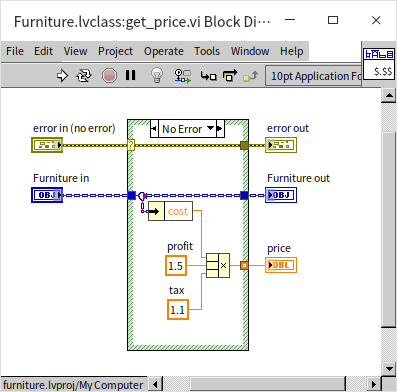 Furniture.lvclass:get_price.vi Block Di...
File Edit View Project Operate Tools Window Help
10pt Application Fo
$.$$
No Error
error in (no error)
error out
?
Furniture in
OBJ
Furniture out
OBJ
cost
profit
1.5
x
price
DBL
tax
1.1
furniture.lvproj/My Computer